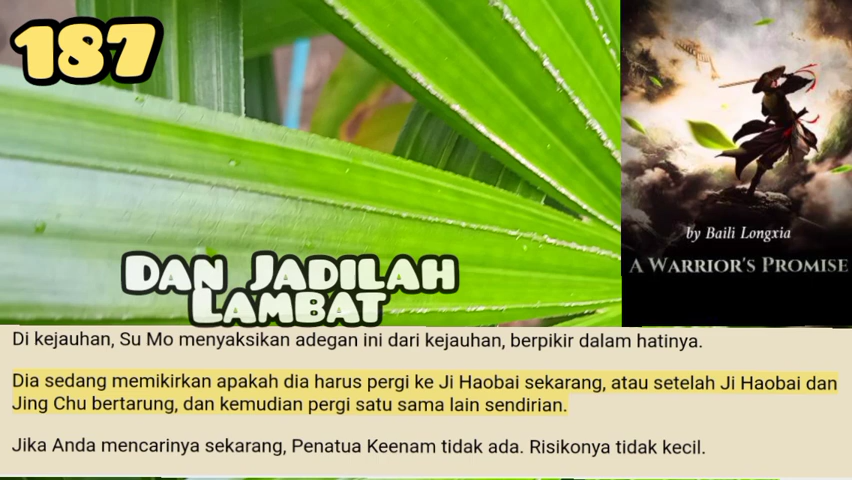 187
DAN JADILAH
LAMBAT
by Baili Longxia
A WARRIOR'S PROMISE
Di kejauhan, Su Mo menyaksikan adegan ini dari kejauhan, berpikir dalam hatinya.
Dia sedang memikirkan apakah dia harus pergi ke Ji Haobai sekarang, atau setelah Ji Haobai dan
Jing Chu bertarung, dan kemudian pergi satu sama lain sendirian.
Jika Anda mencarinya sekarang, Penatua Keenam tidak ada. Risikonya tidak kecil.